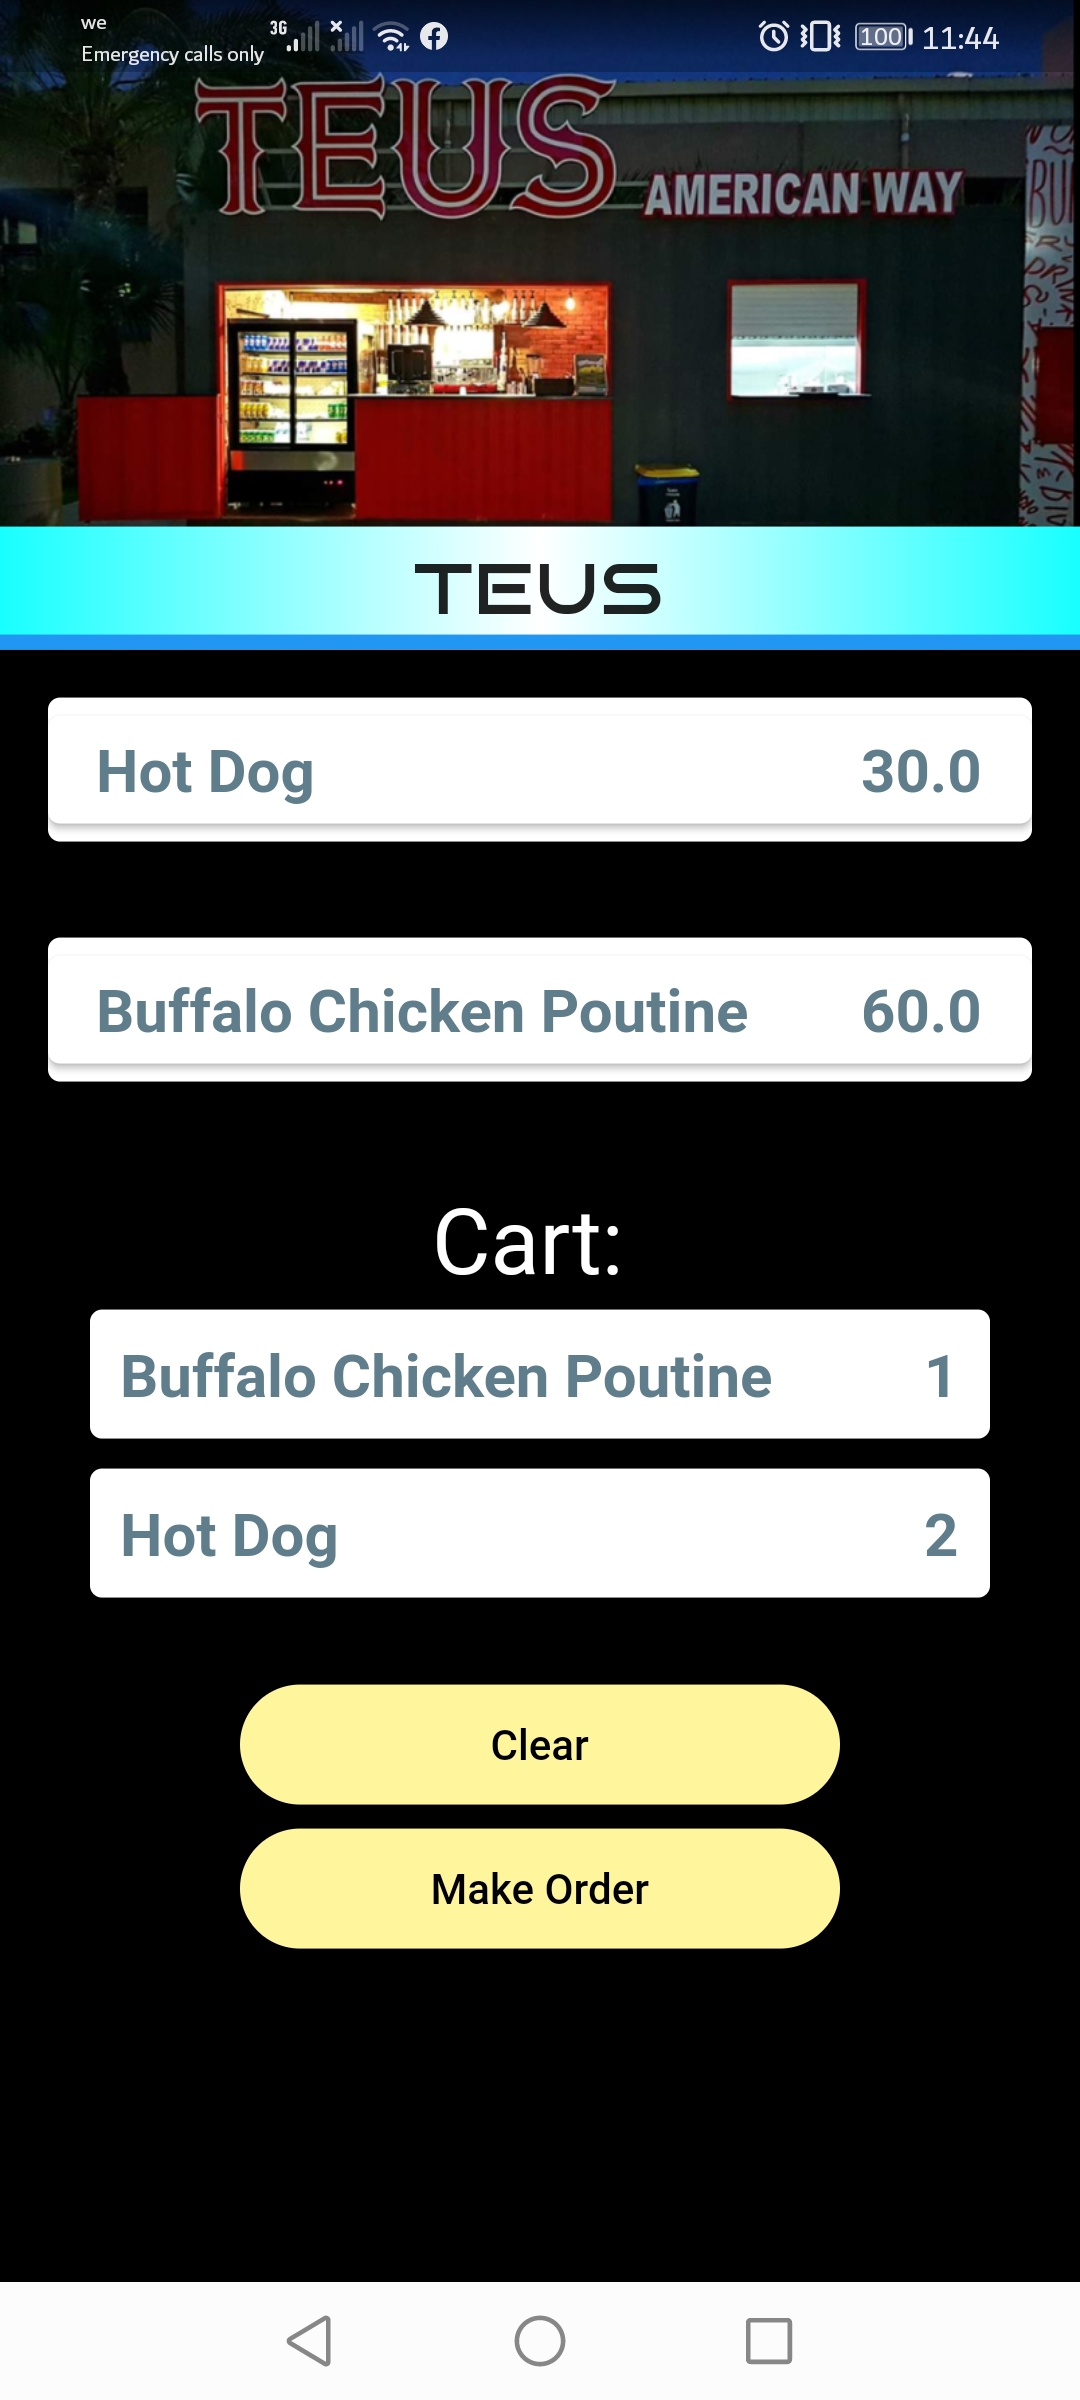 we
Emergency calls only
3G
100
11:44
TEUS
AMERICAN WAY
TEUS
Hot Dog 30.0
Buffalo Chicken Poutine 60.0
Cart:
Buffalo Chicken Poutine 1
Hot Dog 2
Clear
Make Order